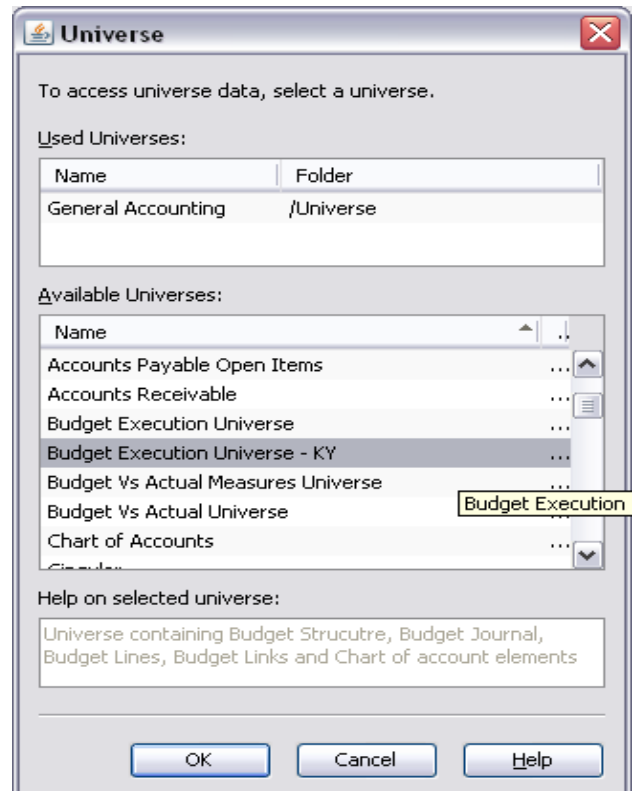 Universe
To access universe data, select a universe.
Used Universes:
Name Folder
General Accounting /Universe
Available Universes:
Name ..
Accounts Payable Open Items ...
Accounts Receivable ...
Budget Execution Universe ...
Budget Execution Universe - KY ...
Budget Vs Actual Measures Universe ...
Budget Execution
Budget Vs Actual Universe ...
Chart of Accounts ...
Help on selected universe:
Universe containing Budget Strucutre, Budget Journal,
Budget Lines, Budget Links and Chart of account elements
OK Cancel Help